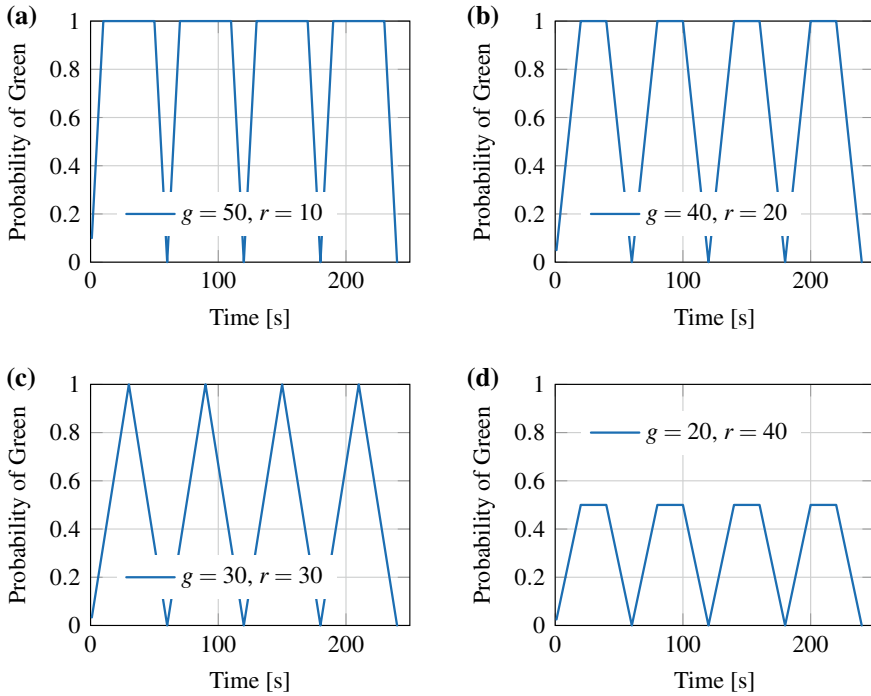 (a)
1
0.8
0.6
0.4
0.2
0
Probability of Green
g = 50, r = 10
0
100
200
Time [s]
(b)
1
0.8
0.6
0.4
0.2
0
Probability of Green
g = 40, r = 20
0
100
200
Time [s]
(c)
1
0.8
0.6
0.4
0.2
0
Probability of Green
g = 30, r = 30
0
100
200
Time [s]
(d)
1
0.8
0.6
0.4
0.2
0
Probability of Green
g = 20, r = 40
0
100
200
Time [s]